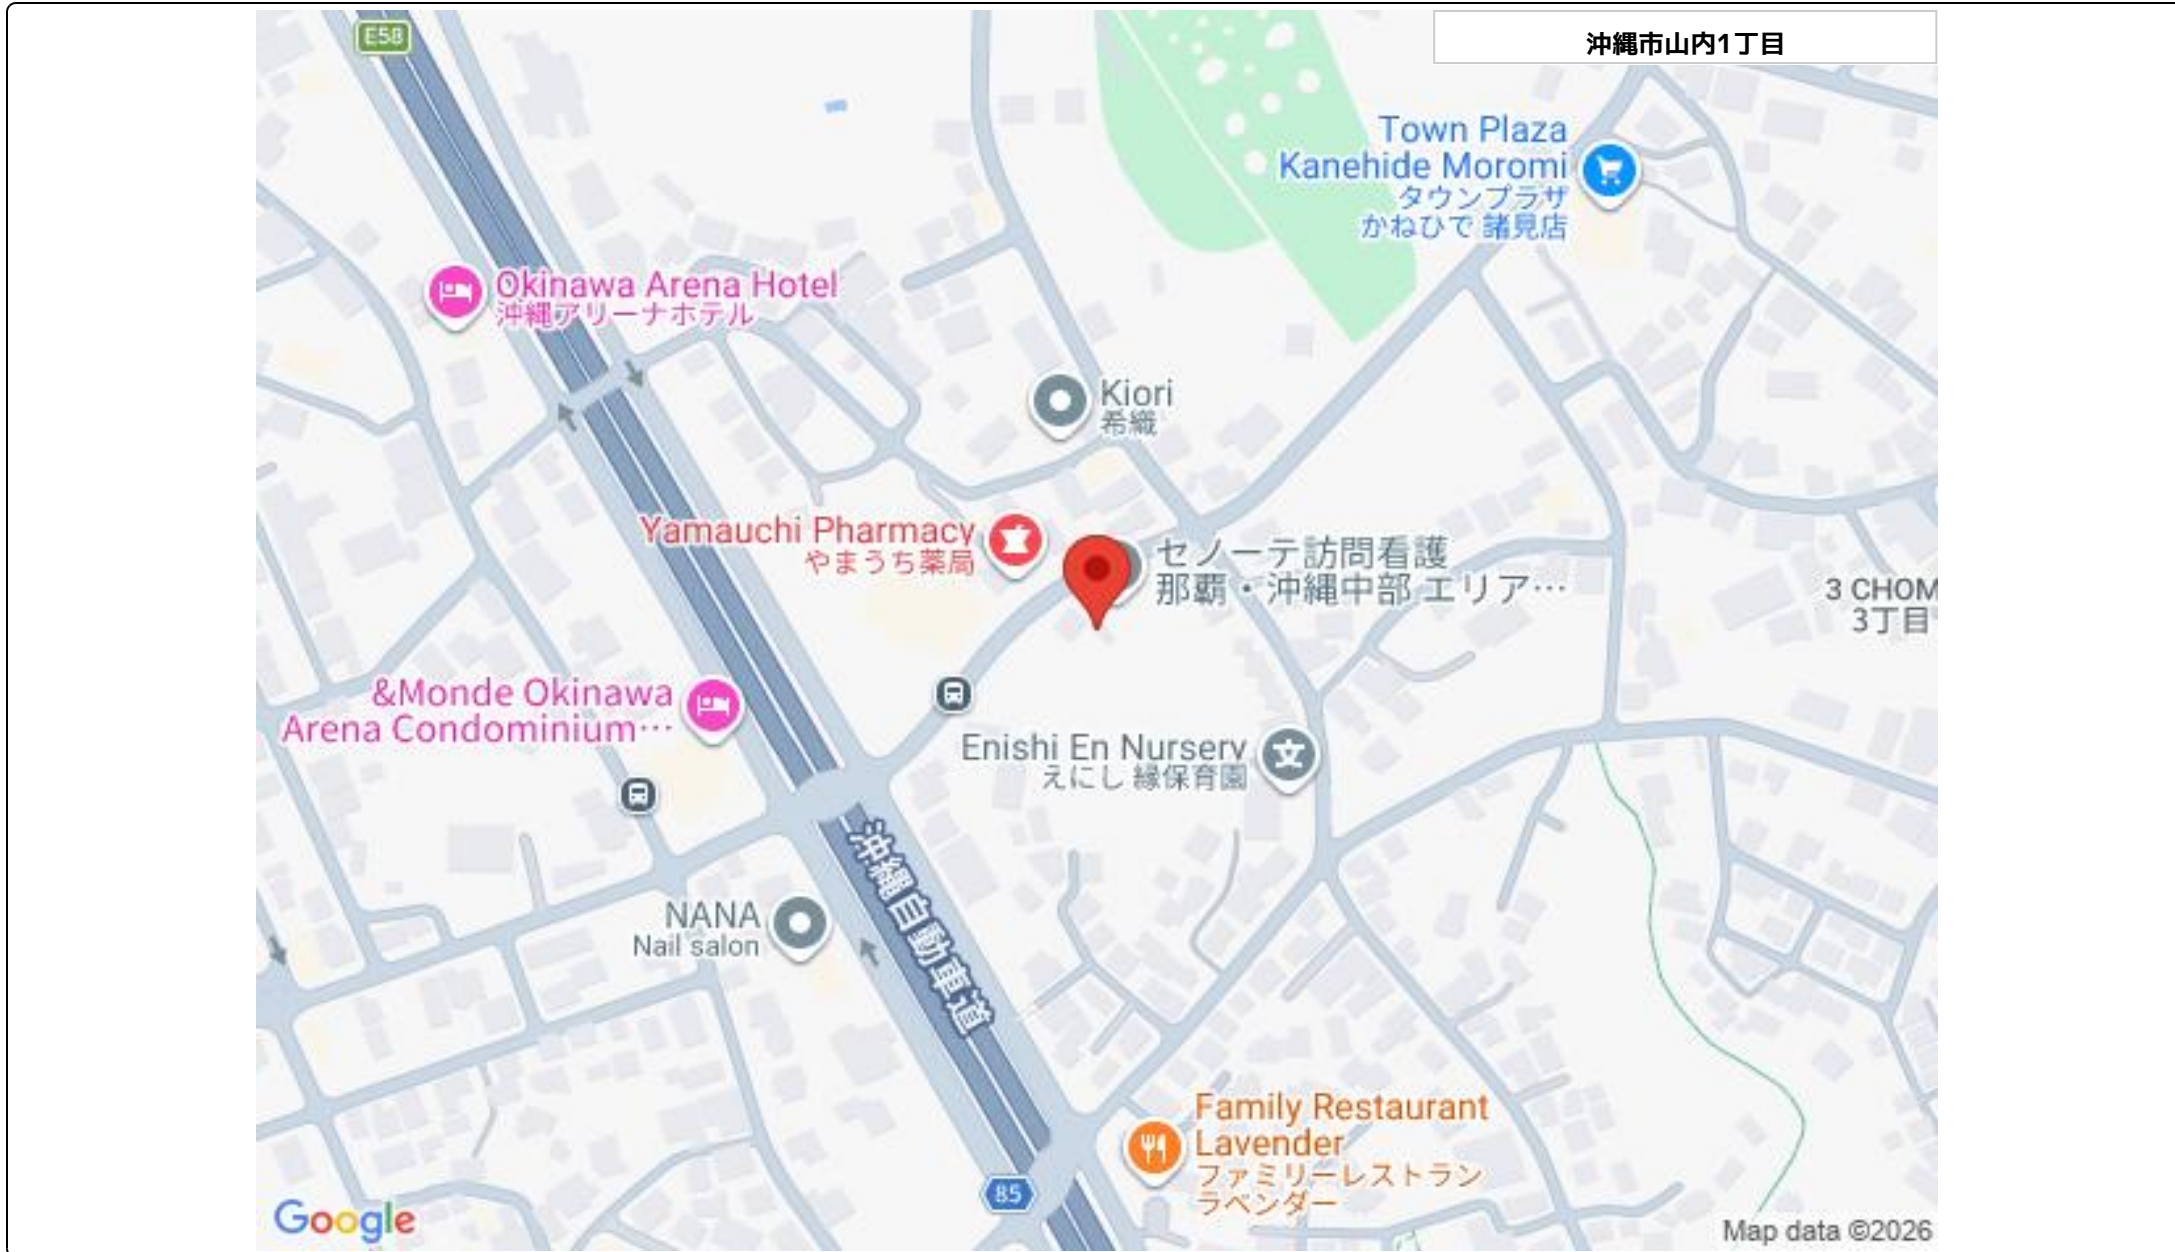 E58
沖縄市山内1丁目
Town Plaza
Kanehide Moromi
タウンプラザ
かねひで 諸見店
Okinawa Arena Hotel
沖縄アリーナホテル
Kiori
希織
Yamauchi Pharmacy
やまうち薬局
セノーテ訪問看護
那覇・沖縄中部 エリア…
3 CHOM
3丁目
&Monde Okinawa
Arena Condominium…
Enishi En Nursery
えにし 縁保育園
沖縄自動車道
NANA
Nail salon
Family Restaurant
Lavender
ファミリーレストラン
ラベンダー
85
Google
Map data ©2026